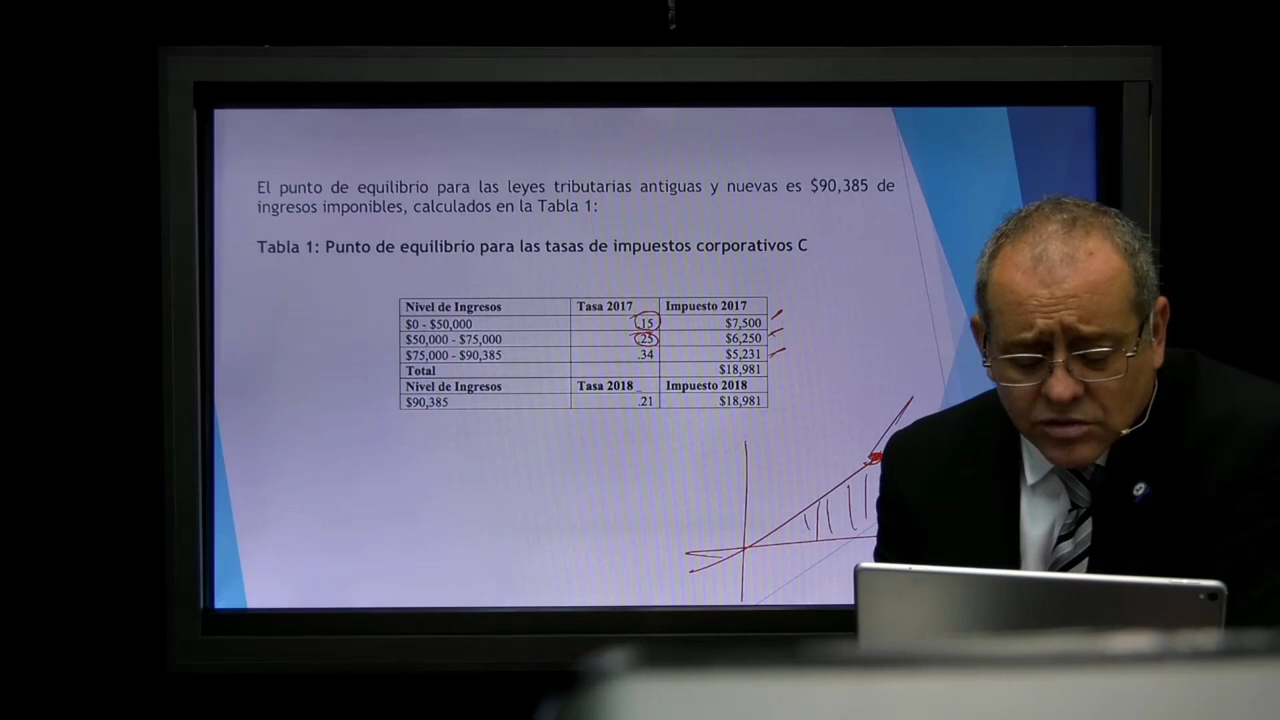 El punto de equilibrio para las leyes tributarias antiguas y nuevas es $90,385 de
ingresos imponibles, calculados en la Tabla 1:
Tabla 1: Punto de equilibrio para las tasas de impuestos corporativos C
Nivel de Ingresos Tasa 2017 Impuesto 2017
$0 - $50,000 .15 $7,500
$50,000 - $75,000 .25 $6,250
$75,000 - $90,385 .34 $5,231
Total $18,981
Nivel de Ingresos Tasa 2018 Impuesto 2018
$90,385 .21 $18,981